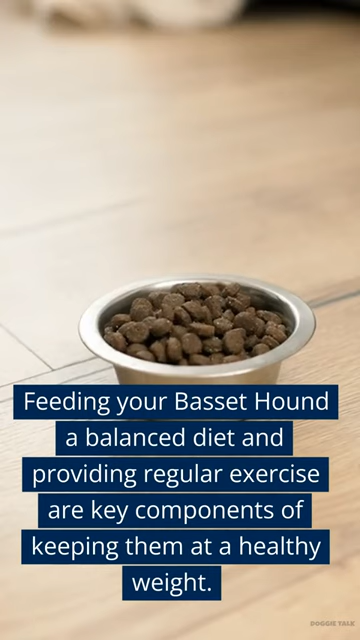 Feeding your Basset Hound
a balanced diet and
providing regular exercise
are key components of
keeping them at a healthy
weight.
DOGGIE TALK